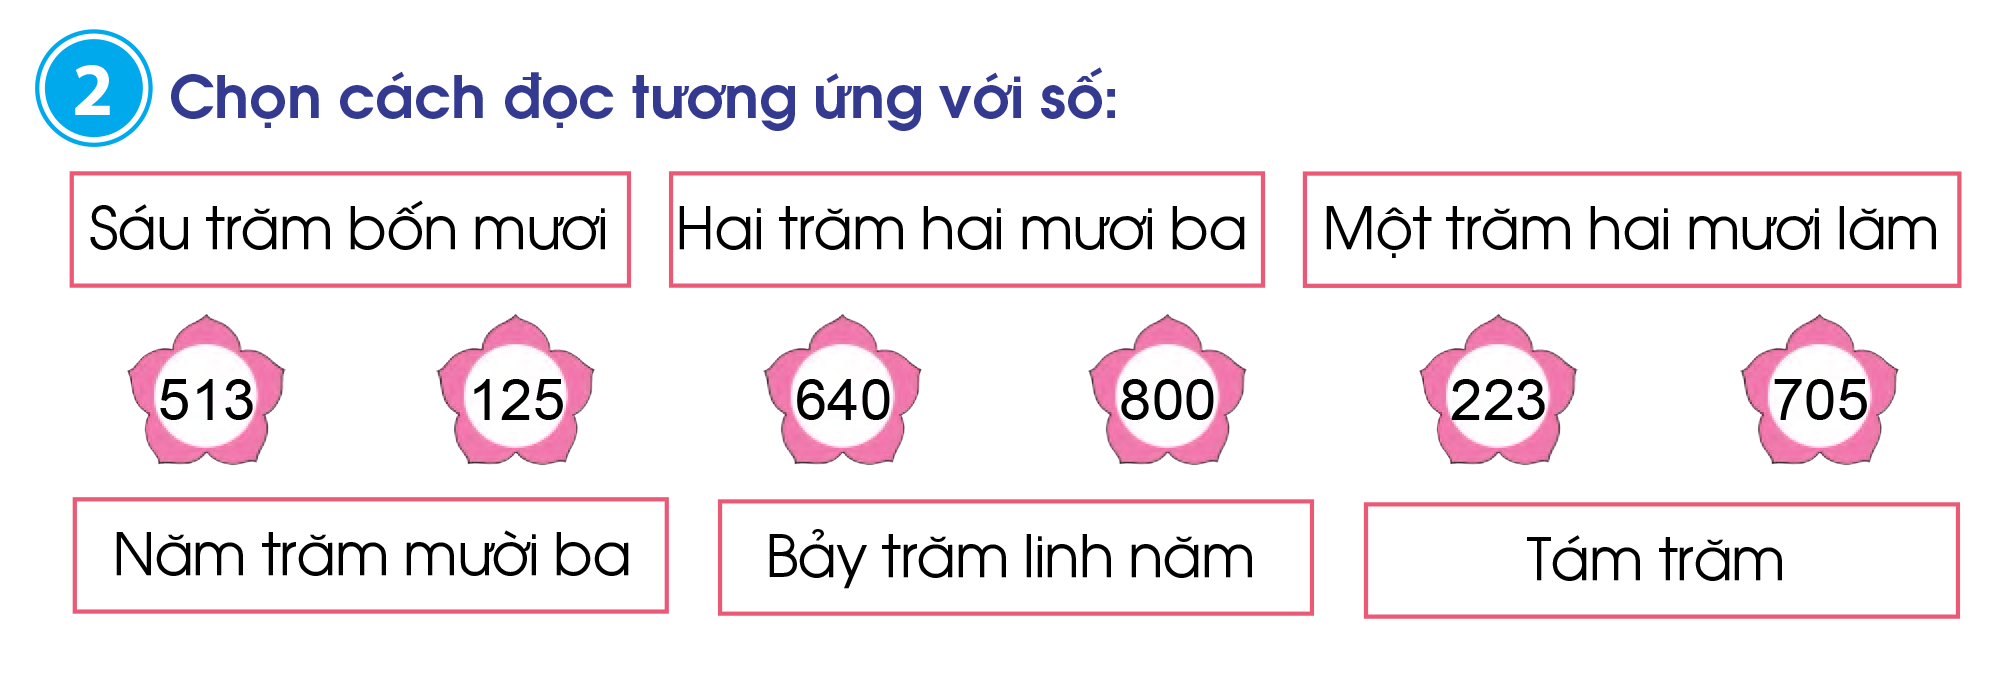 2 Chọn cách đọc tương ứng với số:
Sáu trăm bốn mươi Hai trăm hai mươi ba Một trăm hai mươi lăm
513 125 640 800 223 705
Năm trăm mười ba Bảy trăm linh năm Tám trăm